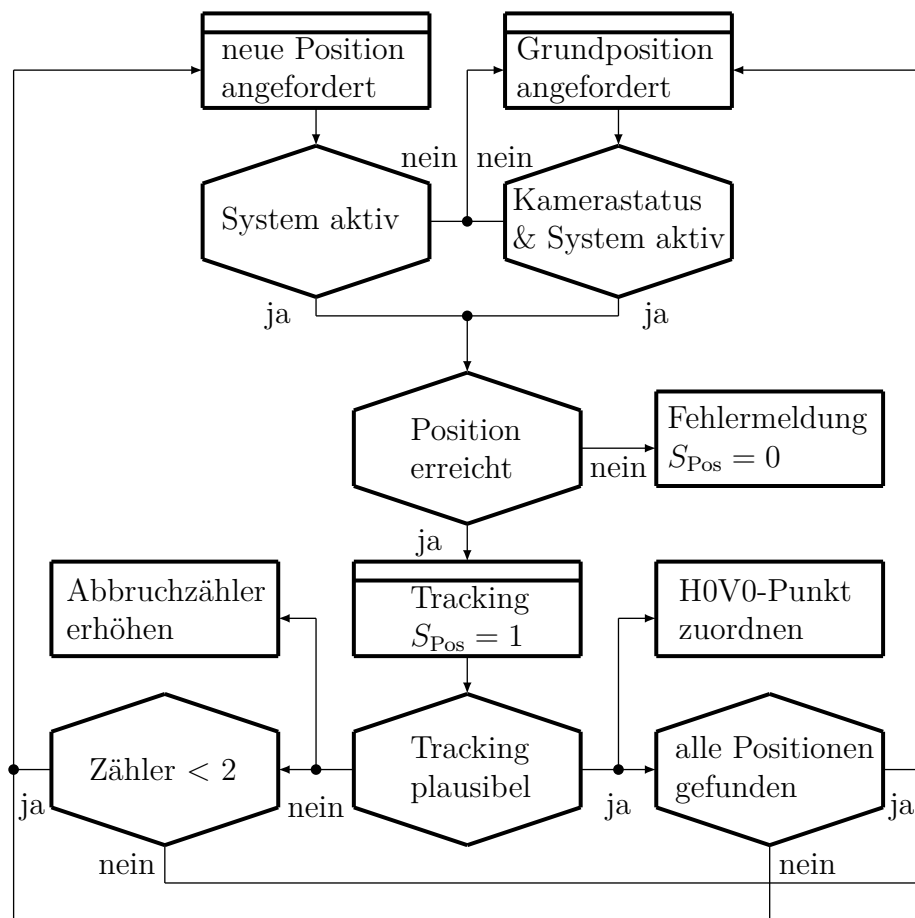 neue Position
angefordert
Grundposition
angefordert
nein
nein
System aktiv
Kamerastatus
& System aktiv
ja
ja
Position
erreicht
nein
Fehlermeldung
S_Pos = 0
ja
Abbruchzähler
erhöhen
Tracking
S_Pos = 1
H0V0-Punkt
zuordnen
Zähler < 2
Tracking
plausibel
alle Positionen
gefunden
ja
nein
ja
ja
nein
nein